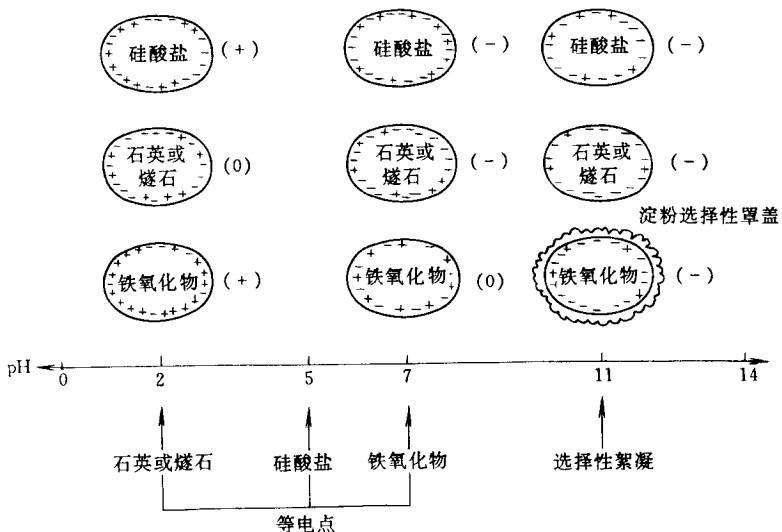 硅酸盐 (+) 硅酸盐 (-) 硅酸盐 (-)
石英或 (0) 石英或 (-) 石英或 (-)
燧石 燧石 燧石
淀粉选择性罩盖
铁氧化物 (+) 铁氧化物 (0) 铁氧化物 (-)
pH 0 2 5 7 11 14
石英或燧石 硅酸盐 铁氧化物 选择性絮凝
等电点